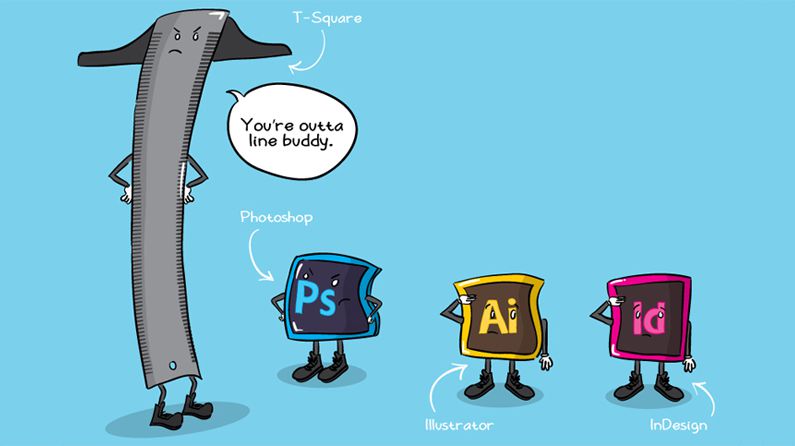 T-Square
You're outta
line buddy.
Photoshop
Ps
Ai
Id
Illustrator
InDesign